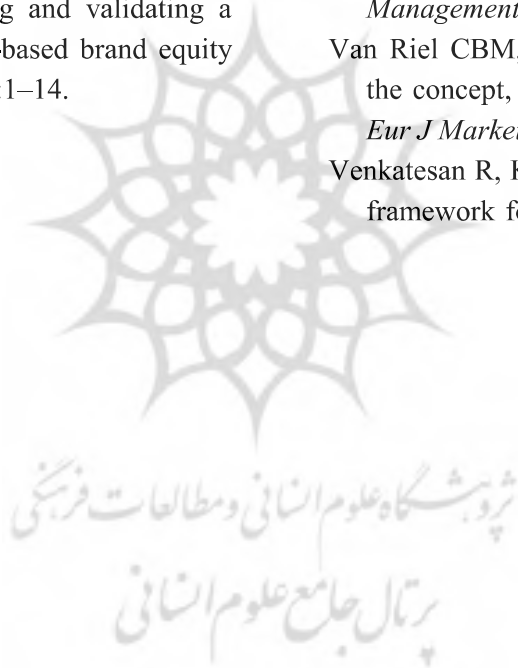 g and validating a
-based brand equity
:1–14.
Management
Van Riel CBM,
the concept,
Eur J Market
Venkatesan R, K
framework fo
پژوهشگاه علوم انسانی و مطالعات فرهنگی
پرتال جامع علوم انسانی